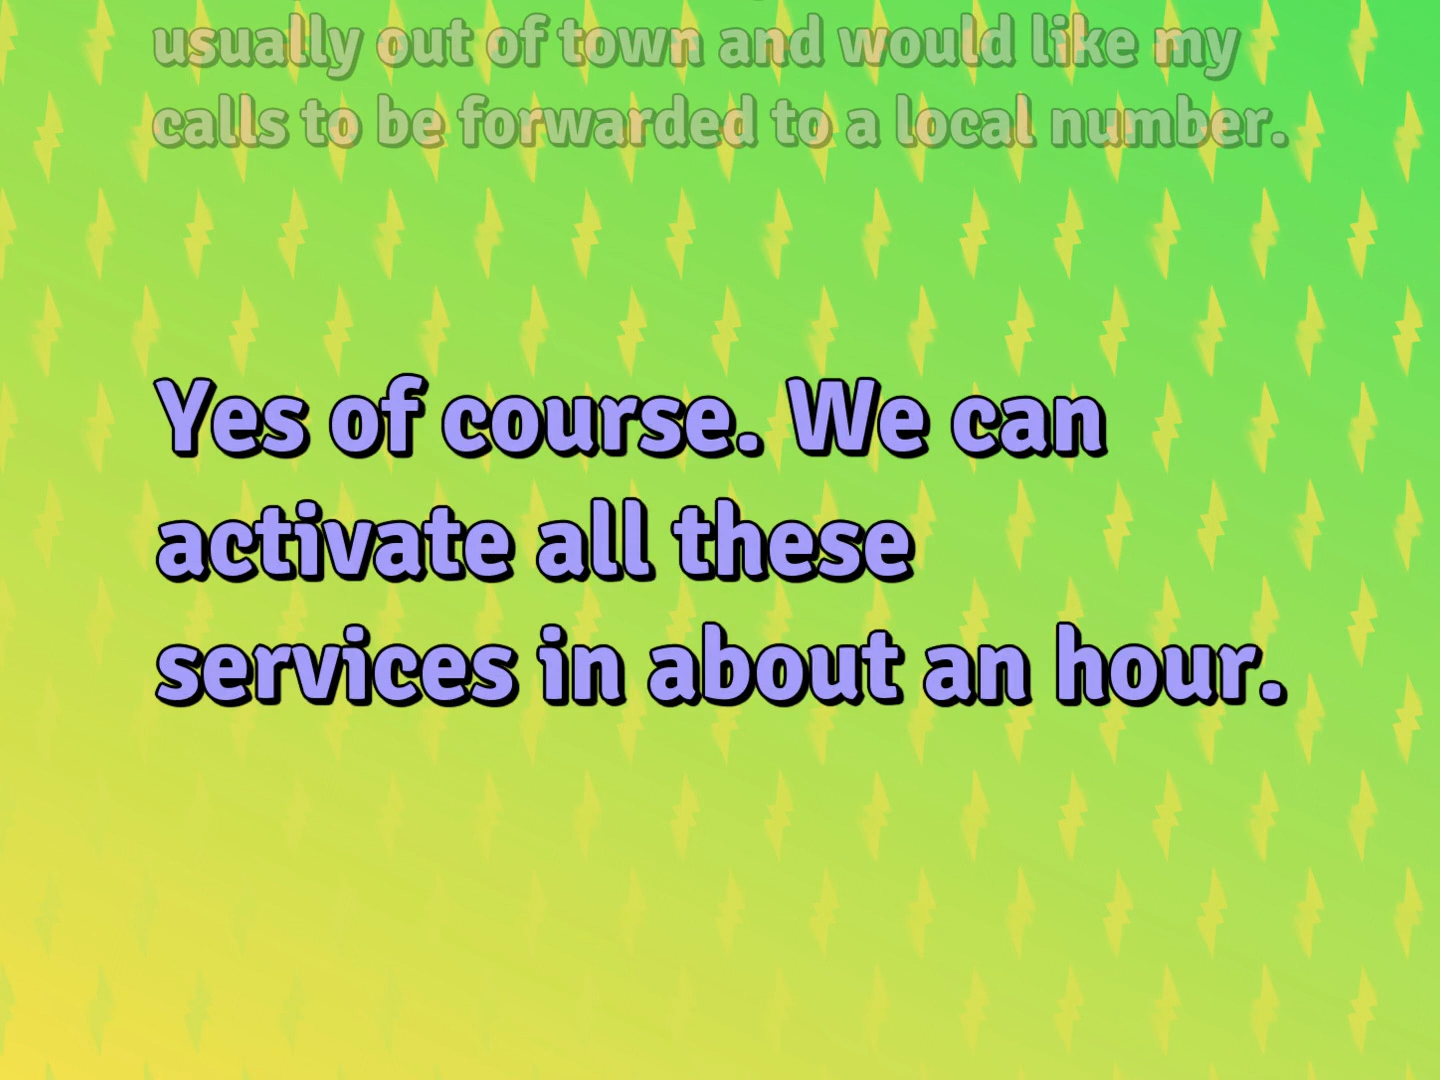 usually out of town and would like my
calls to be forwarded to a local number.
Yes of course. We can
activate all these
services in about an hour.